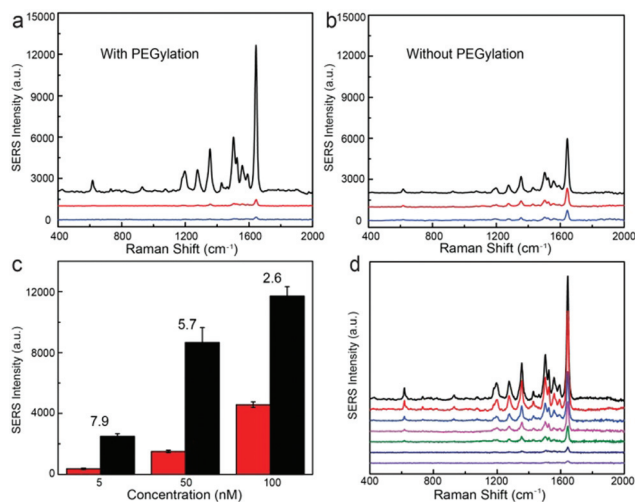 a
With PEGylation
SERS Intensity (a.u.)
15000
12000
9000
6000
3000
0
400 800 1200 1600 2000
Raman Shift (cm⁻¹)
b
Without PEGylation
SERS Intensity (a.u.)
15000
12000
9000
6000
3000
0
400 800 1200 1600 2000
Raman Shift (cm⁻¹)
c
SERS Intensity (a.u.)
12000
8000
4000
0
7.9
5.7
2.6
5 50 100
Concentration (nM)
d
SERS Intensity (a.u.)
400 800 1200 1600 2000
Raman Shift (cm⁻¹)